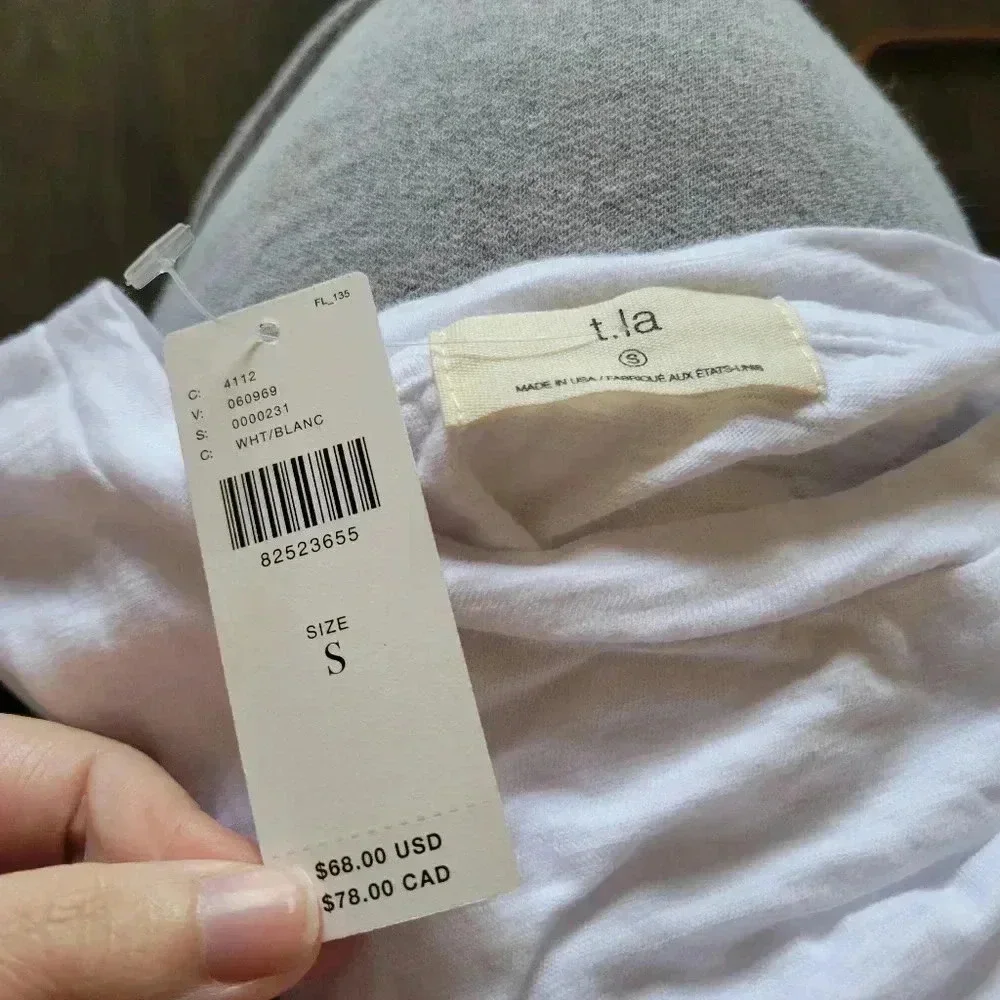 FL_135
C: 4112
V: 060969
S: 0000231
C: WHT/BLANC
82523655
SIZE
S
$68.00 USD
$78.00 CAD
t.la
S
MADE IN USA / FABRIQUÉ AUX ÉTATS-UNIS